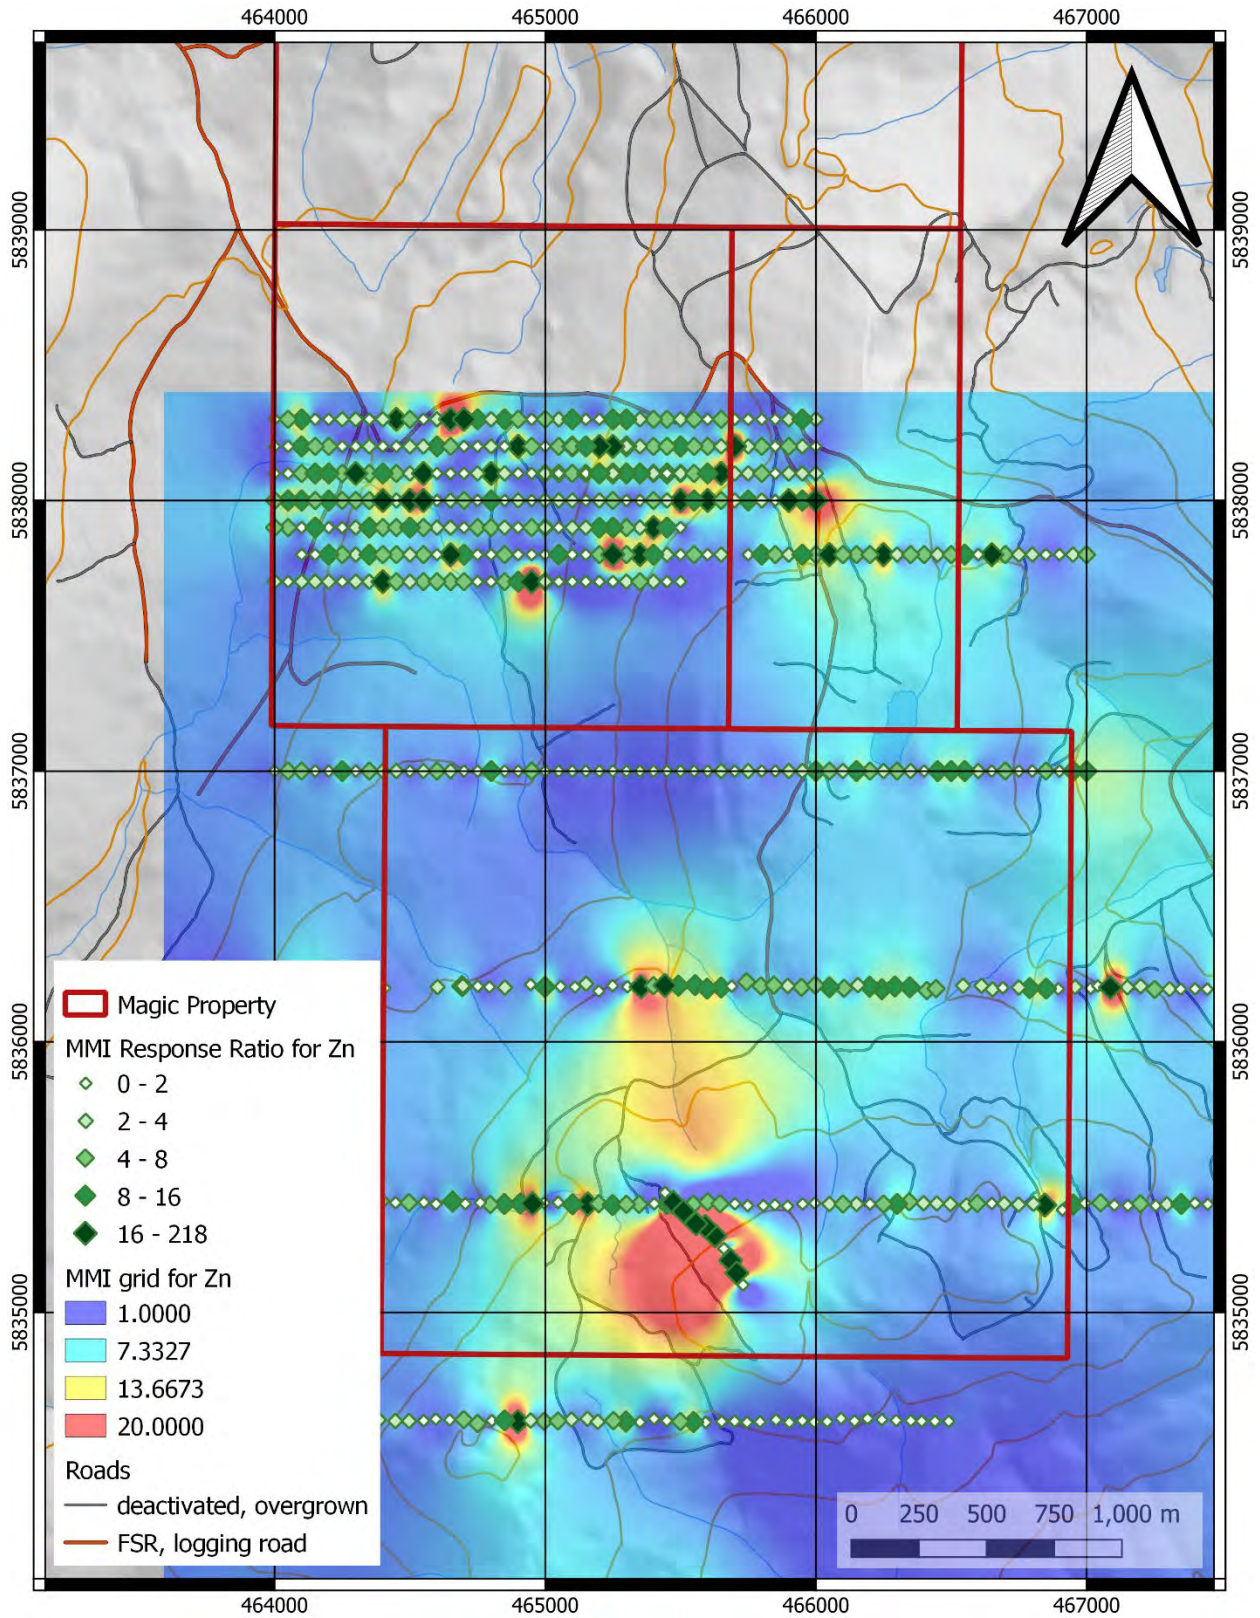 464000 465000 466000 467000
5839000 5839000
5838000 5838000
5837000 5837000
5836000 5836000
5835000 5835000
Magic Property
MMI Response Ratio for Zn
0 - 2
2 - 4
4 - 8
8 - 16
16 - 218
MMI grid for Zn
1.0000
7.3327
13.6673
20.0000
Roads
deactivated, overgrown
FSR, logging road
0 250 500 750 1,000 m
464000 465000 466000 467000